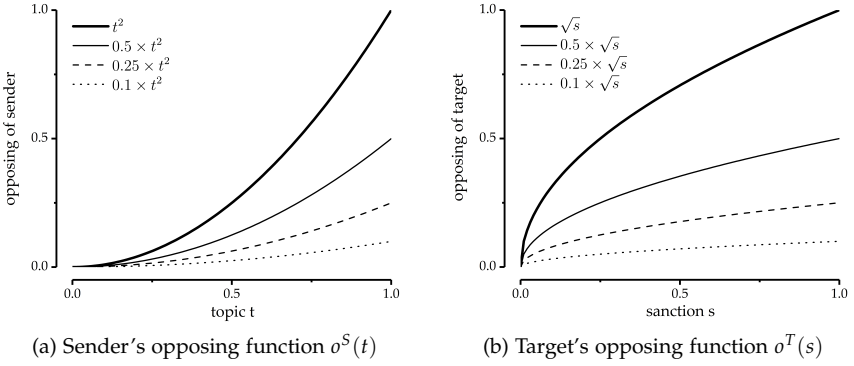 1.0
0.5
0.0
opposing of sender
t²
0.5 × t²
0.25 × t²
0.1 × t²
0.0 0.5 1.0
topic t
(a) Sender's opposing function oˢ(t)
1.0
0.5
0.0
opposing of target
√s
0.5 × √s
0.25 × √s
0.1 × √s
0.0 0.5 1.0
sanction s
(b) Target's opposing function oᵀ(s)